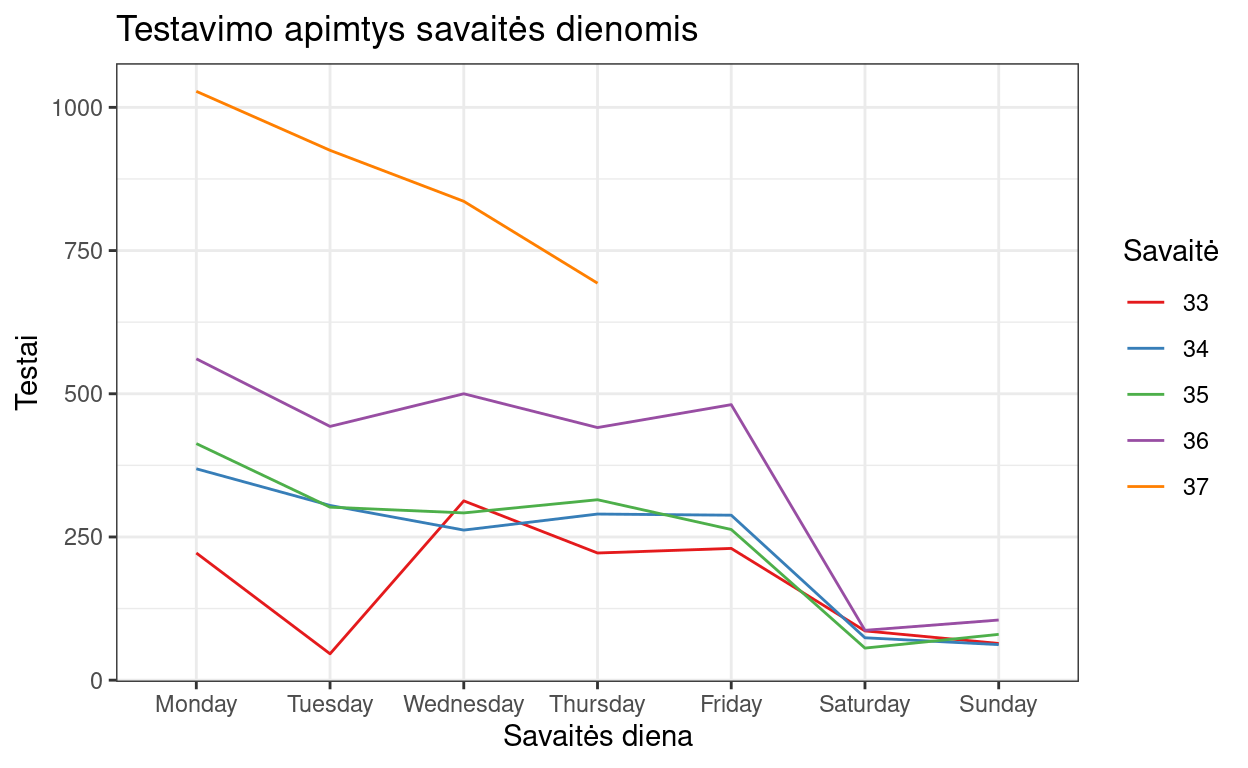 Testavimo apimtys savaitės dienomis
Testai
1000
750
500
250
0
Monday Tuesday Wednesday Thursday Friday Saturday Sunday
Savaitės diena
Savaitė
33
34
35
36
37